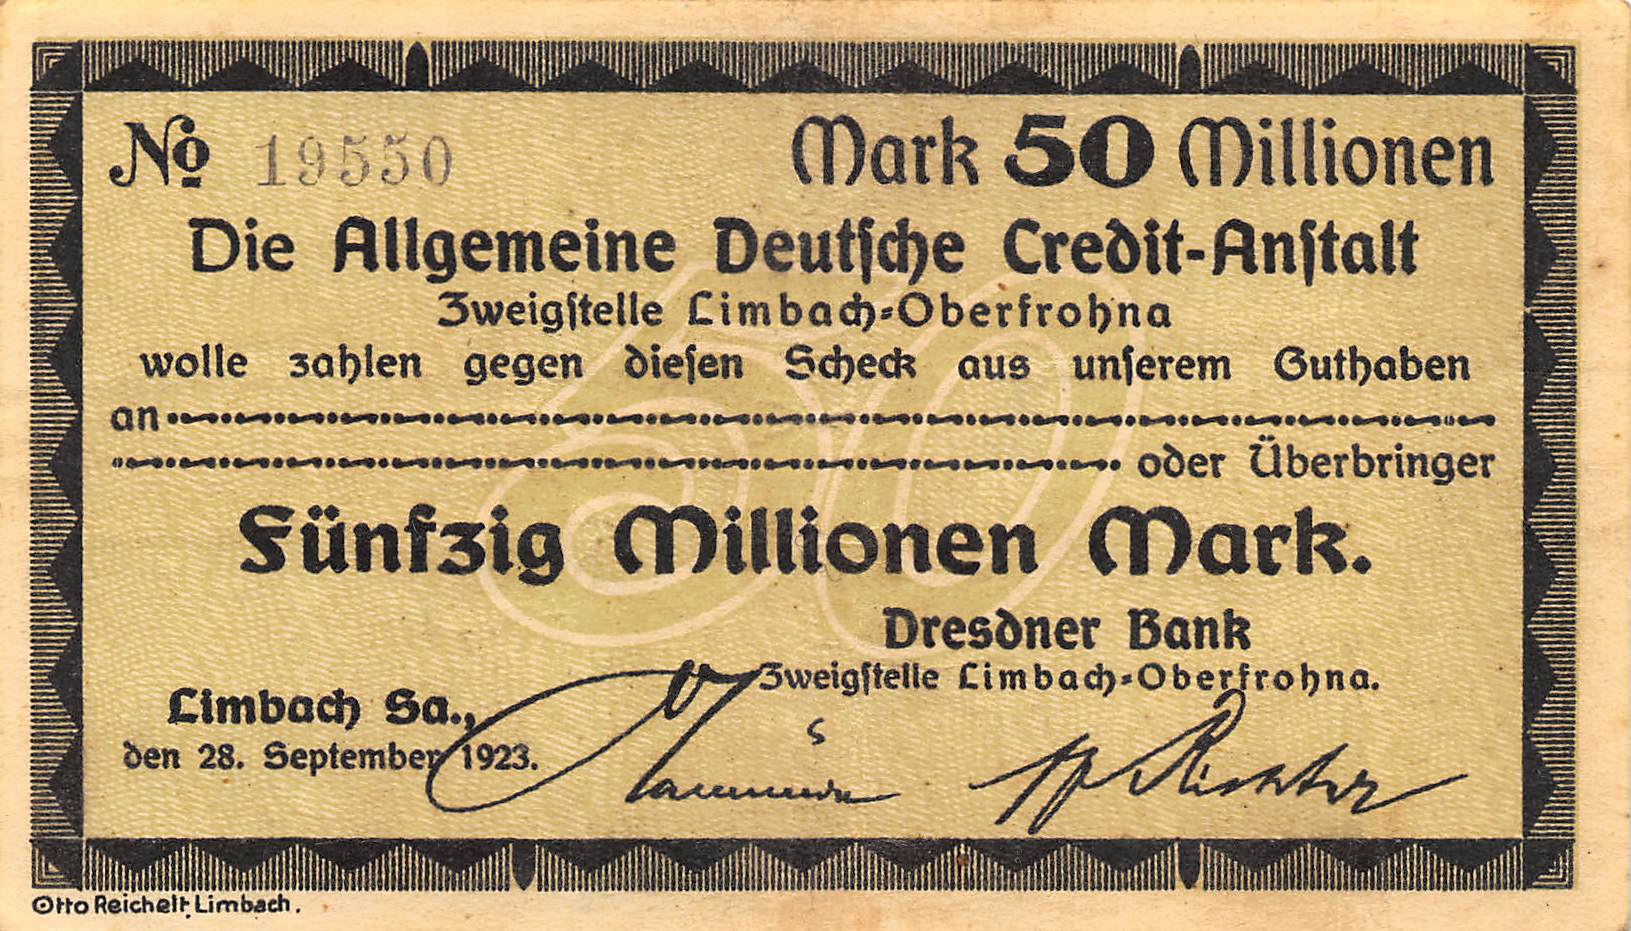 No 19550 Mark 50 Millionen
Die Allgemeine Deutſche Credit-Anſtalt
Zweigſtelle Limbach-Oberfrohna
wolle zahlen gegen dieſen Scheck aus unſerem Guthaben
an
oder Überbringer
Fünfzig Millionen Mark.
50
Dresdner Bank
Zweigſtelle Limbach-Oberfrohna.
Limbach Sa.,
den 28. September 1923.
Otto Reichelt, Limbach.